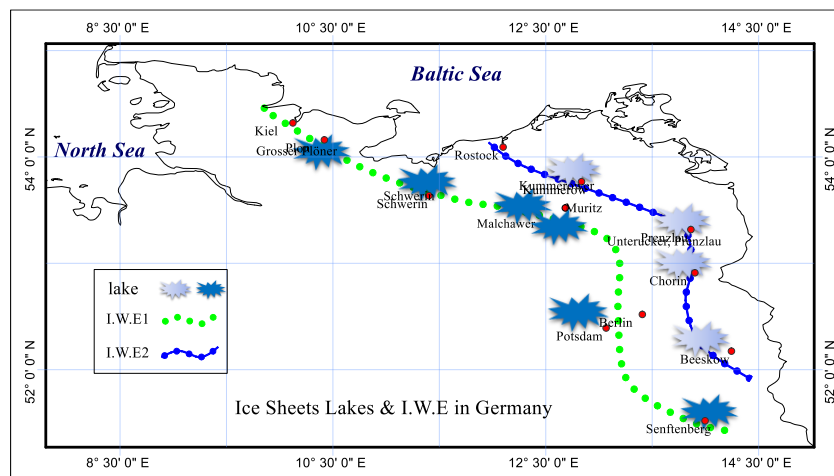 8° 30' 0" E
10° 30' 0" E
12° 30' 0" E
14° 30' 0" E
Baltic Sea
North Sea
54° 0' 0" N
54° 0' 0" N
Kiel
Plon
Grosser Plöner
Rostock
Kummerower
Kummerow
Schwerin
Schwerin
Muritz
Malchawer
Prenzlau
Unterucker, Prenzlau
Chorin
lake
I.W.E1
I.W.E2
Berlin
Potsdam
Beeskow
52° 0' 0" N
52° 0' 0" N
Ice Sheets Lakes & I.W.E in Germany
Senftenberg
8° 30' 0" E
10° 30' 0" E
12° 30' 0" E
14° 30' 0" E